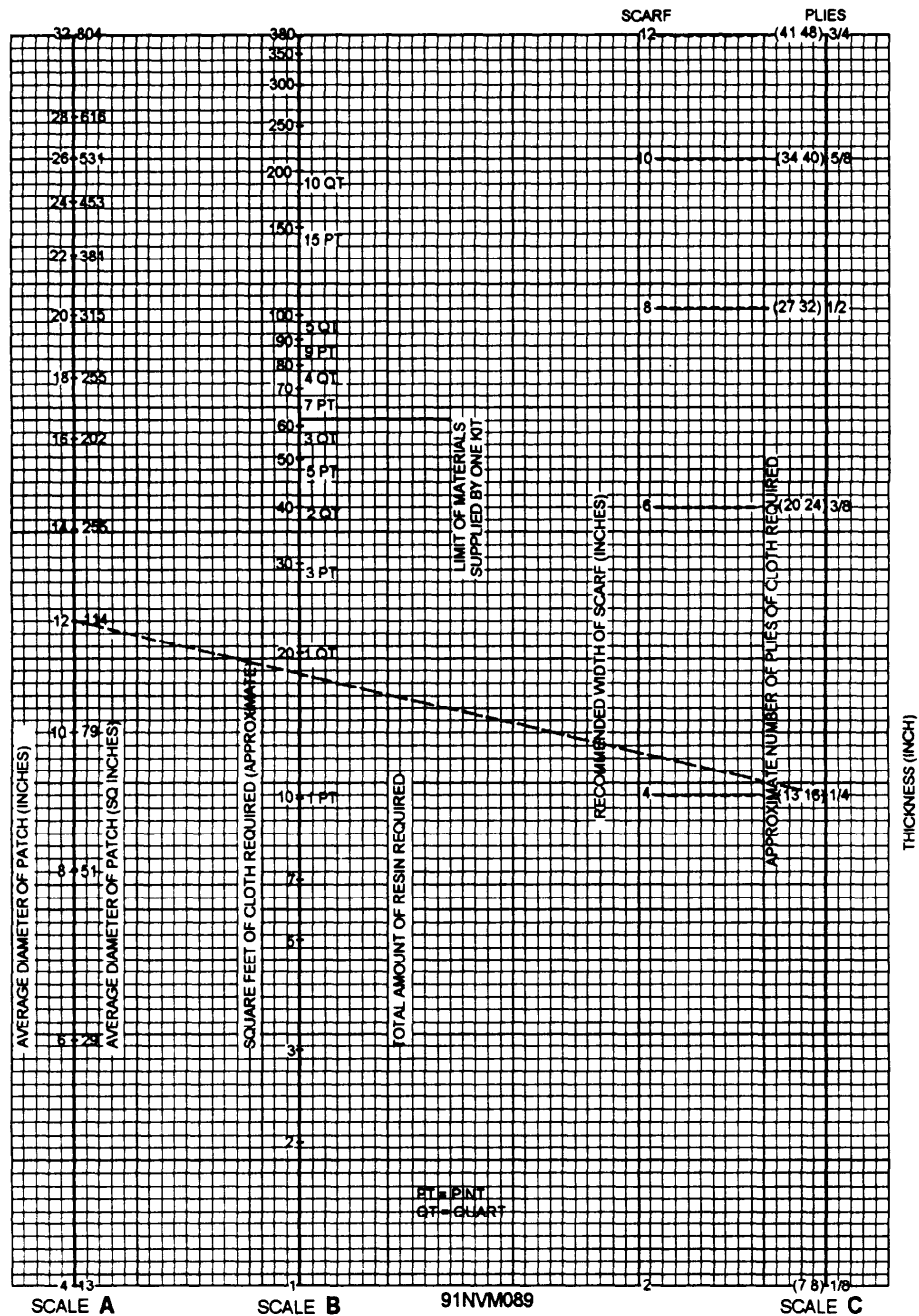 SCARF PLIES
32 804 380 12 (41 48) 3/4
350
300
28 616
250
26 531 10 (34 40) 5/8
200
10 QT
24 453
150
15 PT
22 381
20 315 100 8 (27 32) 1/2
5 QT
90
9 PT
80
18 255 4 QT
70
7 PT
60
16 202 3 QT
50
5 PT
14 255 40 2 QT 6 (20 24) 3/8
30
3 PT
12 114
20 1 QT
10 79
10 1 PT 4 (13 16) 1/4
8 51
7
5
6 29
3
2
4 43 1 2 (7 8) 1/8
AVERAGE DIAMETER OF PATCH (INCHES)
AVERAGE DIAMETER OF PATCH (SQ INCHES)
SQUARE FEET OF CLOTH REQUIRED (APPROXIMATE)
TOTAL AMOUNT OF RESIN REQUIRED
LIMIT OF MATERIALS
SUPPLIED BY ONE KIT
RECOMMENDED WIDTH OF SCARF (INCHES)
APPROXIMATE NUMBER OF PLIES OF CLOTH REQUIRED
THICKNESS (INCH)
PT = PINT
QT = QUART
SCALE A SCALE B 91NVM089 SCALE C